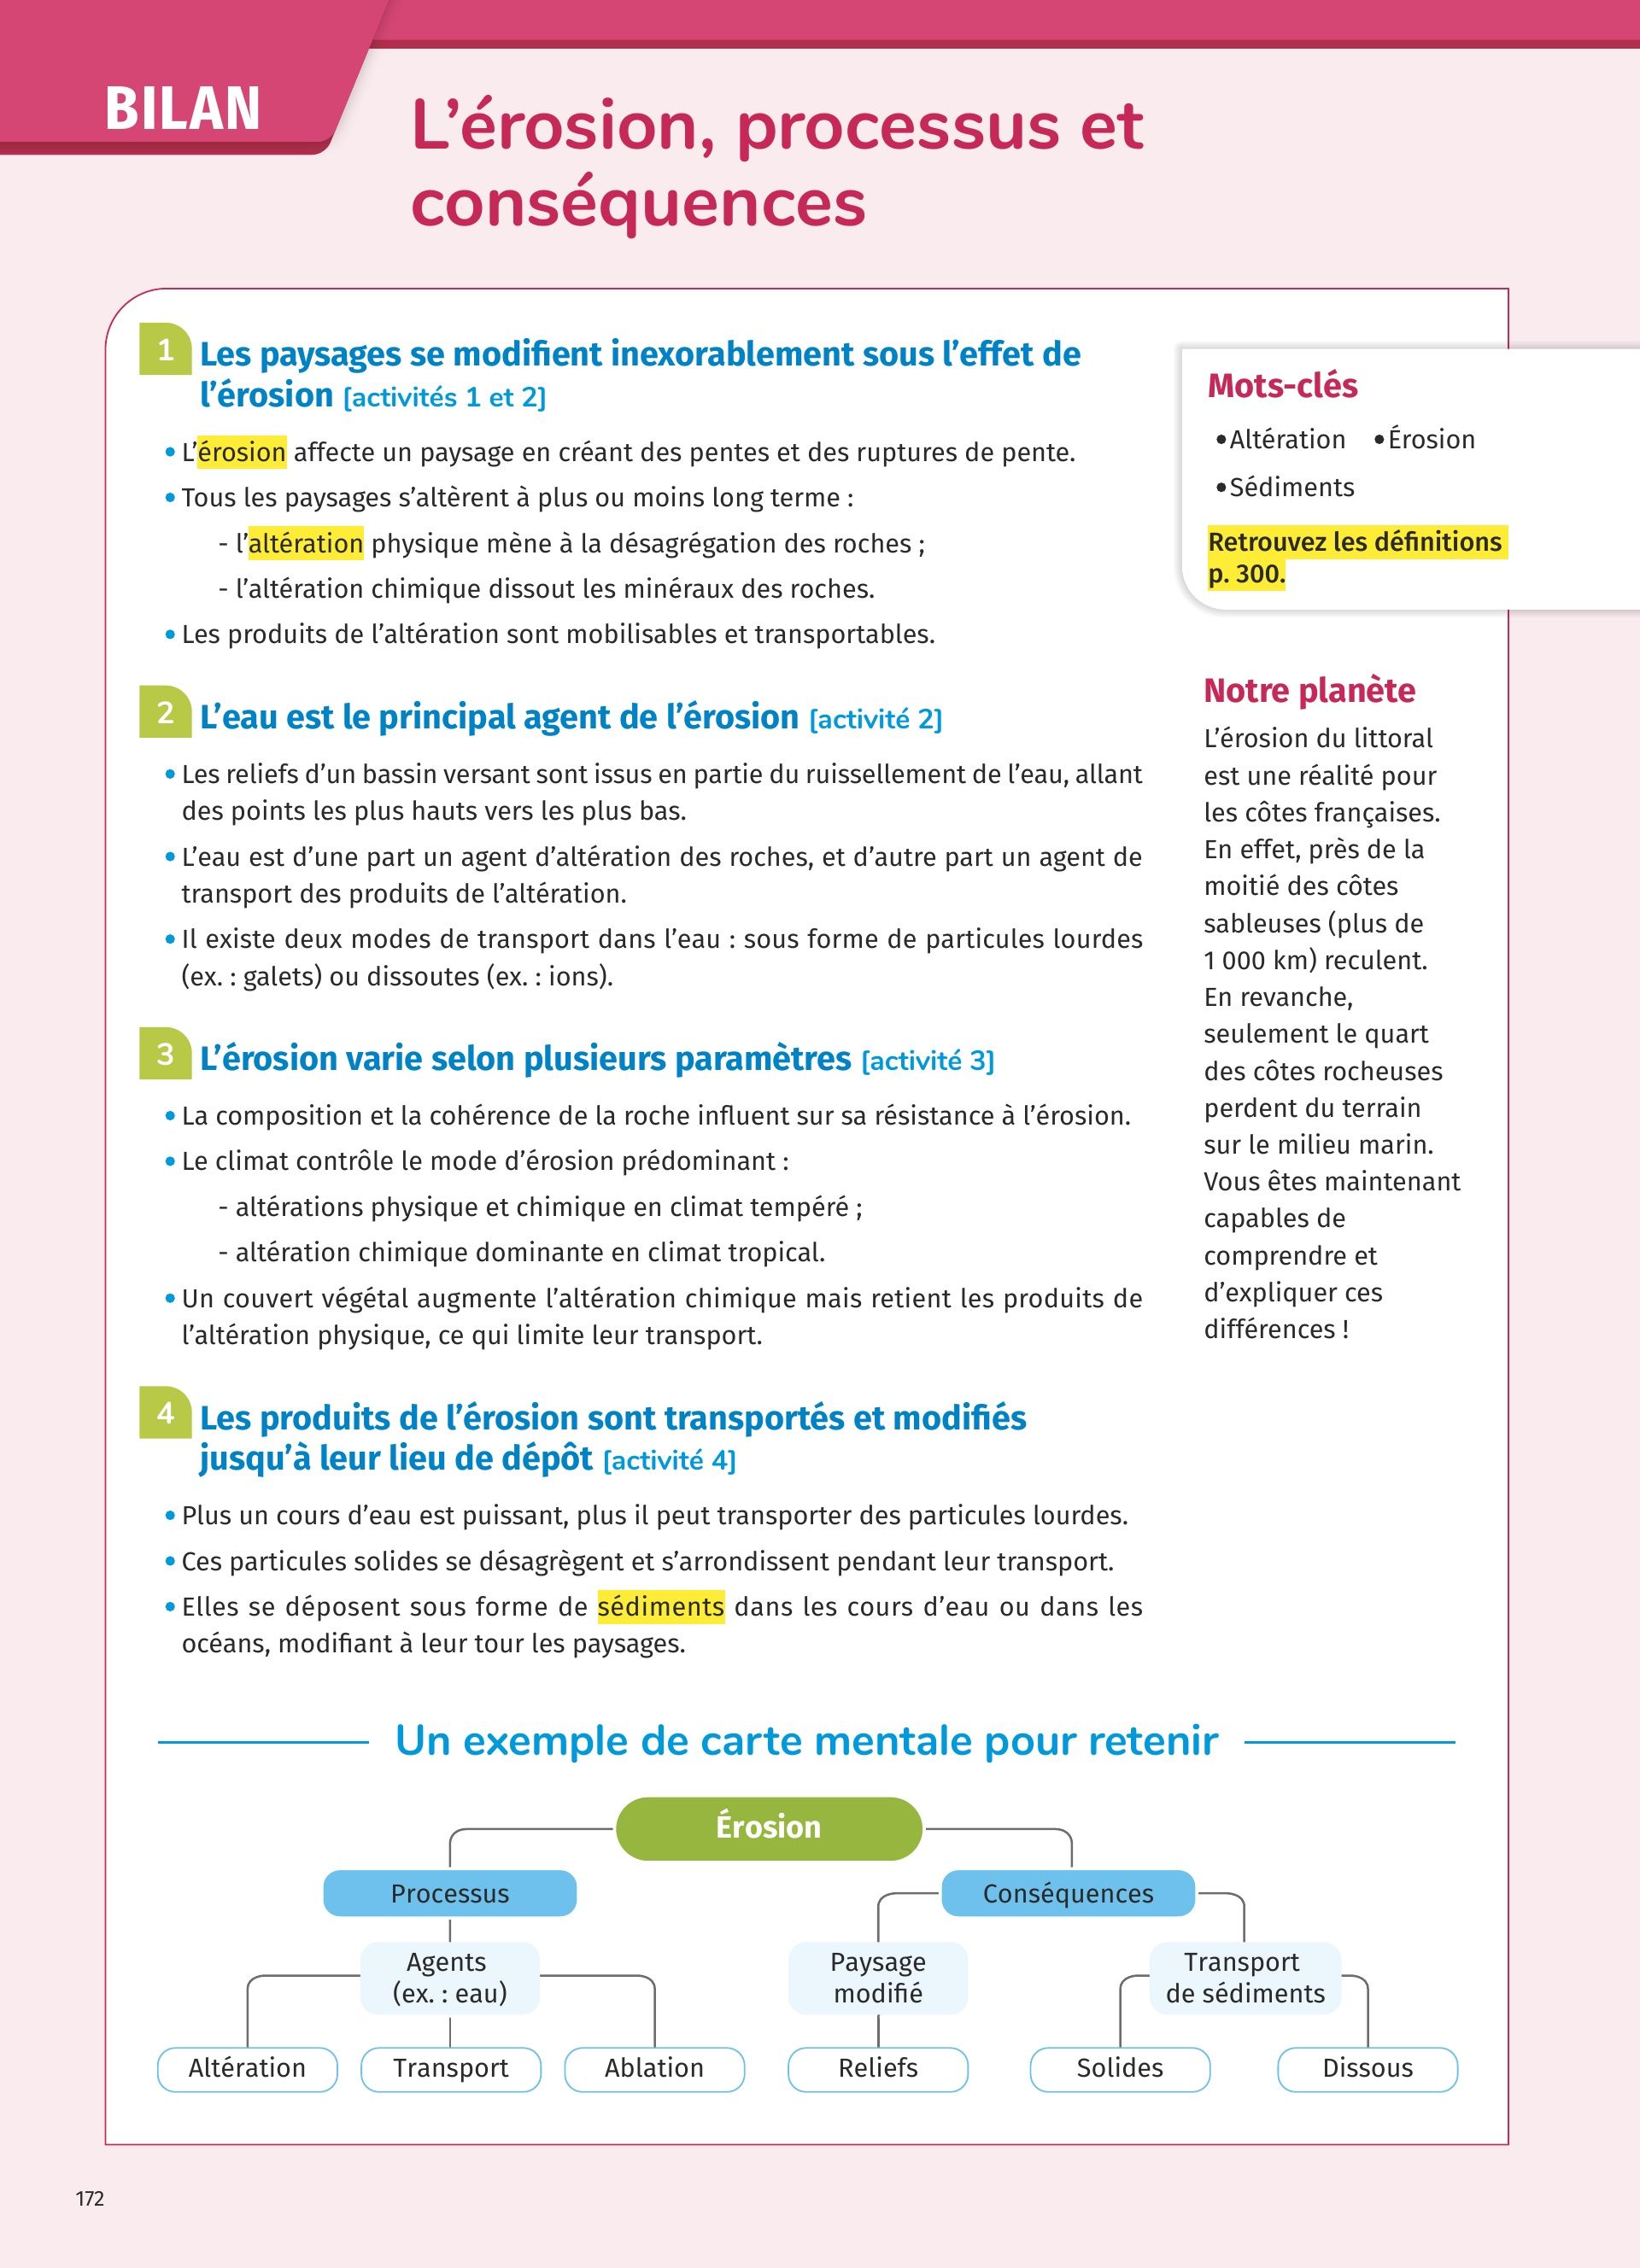 BILAN
L’érosion, processus et
conséquences
1
Les paysages se modifient inexorablement sous l’effet de
l’érosion [activités 1 et 2]
• L’érosion affecte un paysage en créant des pentes et des ruptures de pente.
• Tous les paysages s’altèrent à plus ou moins long terme :
- l’altération physique mène à la désagrégation des roches ;
- l’altération chimique dissout les minéraux des roches.
• Les produits de l’altération sont mobilisables et transportables.
2
L’eau est le principal agent de l’érosion [activité 2]
• Les reliefs d’un bassin versant sont issus en partie du ruissellement de l’eau, allant
des points les plus hauts vers les plus bas.
• L’eau est d’une part un agent d’altération des roches, et d’autre part un agent de
transport des produits de l’altération.
• Il existe deux modes de transport dans l’eau : sous forme de particules lourdes
(ex. : galets) ou dissoutes (ex. : ions).
3
L’érosion varie selon plusieurs paramètres [activité 3]
• La composition et la cohérence de la roche influent sur sa résistance à l’érosion.
• Le climat contrôle le mode d’érosion prédominant :
- altérations physique et chimique en climat tempéré ;
- altération chimique dominante en climat tropical.
• Un couvert végétal augmente l’altération chimique mais retient les produits de
l’altération physique, ce qui limite leur transport.
4
Les produits de l’érosion sont transportés et modifiés
jusqu’à leur lieu de dépôt [activité 4]
• Plus un cours d’eau est puissant, plus il peut transporter des particules lourdes.
• Ces particules solides se désagrègent et s’arrondissent pendant leur transport.
• Elles se déposent sous forme de sédiments dans les cours d’eau ou dans les
océans, modifiant à leur tour les paysages.
Mots-clés
• Altération • Érosion
• Sédiments
Retrouvez les définitions
p. 300.
Notre planète
L’érosion du littoral
est une réalité pour
les côtes françaises.
En effet, près de la
moitié des côtes
sableuses (plus de
1 000 km) reculent.
En revanche,
seulement le quart
des côtes rocheuses
perdent du terrain
sur le milieu marin.
Vous êtes maintenant
capables de
comprendre et
d’expliquer ces
différences !
Un exemple de carte mentale pour retenir
Érosion
Processus
Conséquences
Agents
(ex. : eau)
Paysage
modifié
Transport
de sédiments
Altération
Transport
Ablation
Reliefs
Solides
Dissous
172